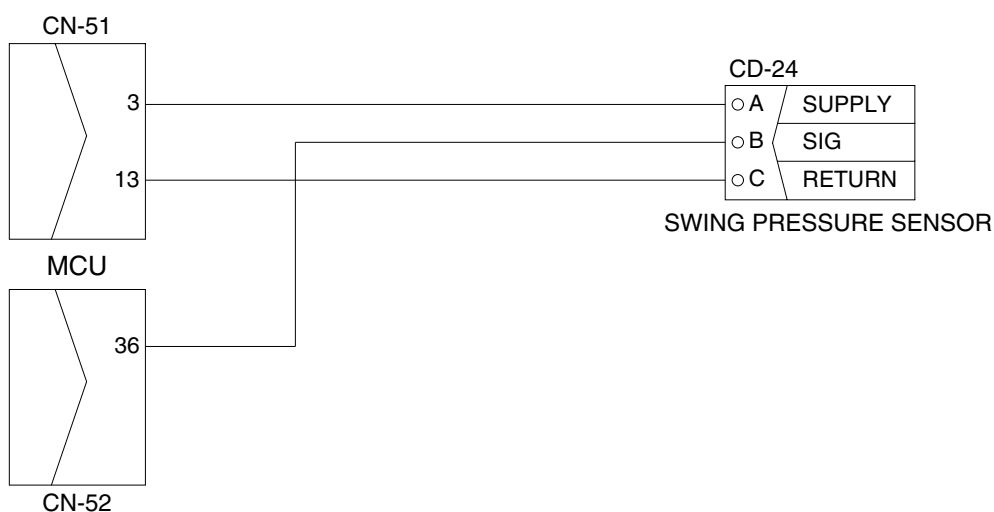 CN-51
3
13
MCU
36
CN-52
CD-24
A SUPPLY
B SIG
C RETURN
SWING PRESSURE SENSOR